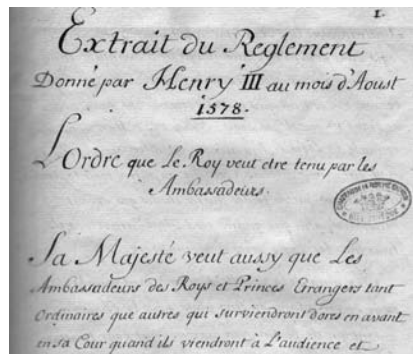 1.
Extrait du Reglement
Donné par Henry III au mois d'Aoust
1578.
L'Ordre que Le Roy veut etre tenu par les
Ambassadeurs.
Sa Majesté veut aussy que Les
Ambassadeurs des Roys et Princes Etrangers tant
Ordinaires que autres qui surviendront dores en avant
en sa Cour quand ils viendront à L'audience et